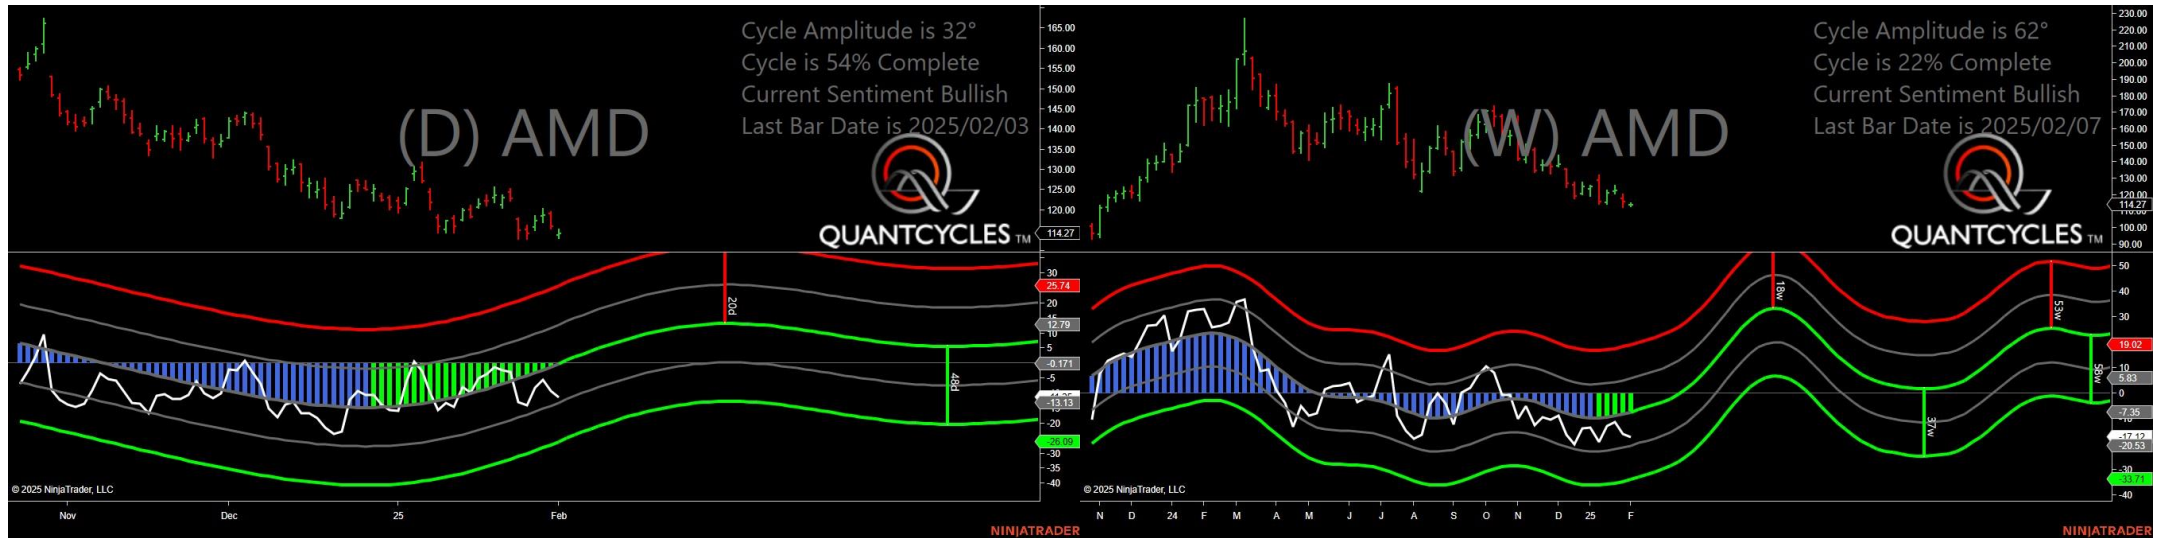 Cycle Amplitude is 32°
Cycle is 54% Complete
Current Sentiment Bullish
Last Bar Date is 2025/02/03
(D) AMD
QUANTCYCLES TM
165.00
160.00
155.00
150.00
145.00
140.00
135.00
130.00
125.00
120.00
114.27
30
25.74
20
12.79
10
5
-0.171
-5
-13.13
-20
-26.09
-30
-35
-40
20d
48d
© 2025 NinjaTrader, LLC
Nov Dec 25 Feb
NINJATRADER
Cycle Amplitude is 62°
Cycle is 22% Complete
Current Sentiment Bullish
Last Bar Date is 2025/02/07
(W) AMD
QUANTCYCLES TM
230.00
220.00
210.00
200.00
190.00
180.00
170.00
160.00
150.00
140.00
130.00
120.00
114.27
100.00
90.00
50
40
30
19.02
10
5.83
0
-7.35
-17.12
-20.53
-30
-33.71
-40
18w
37w
53w
58w
© 2025 NinjaTrader, LLC
N D 24 F M A M J J A S O N D 25 F
NINJATRADER